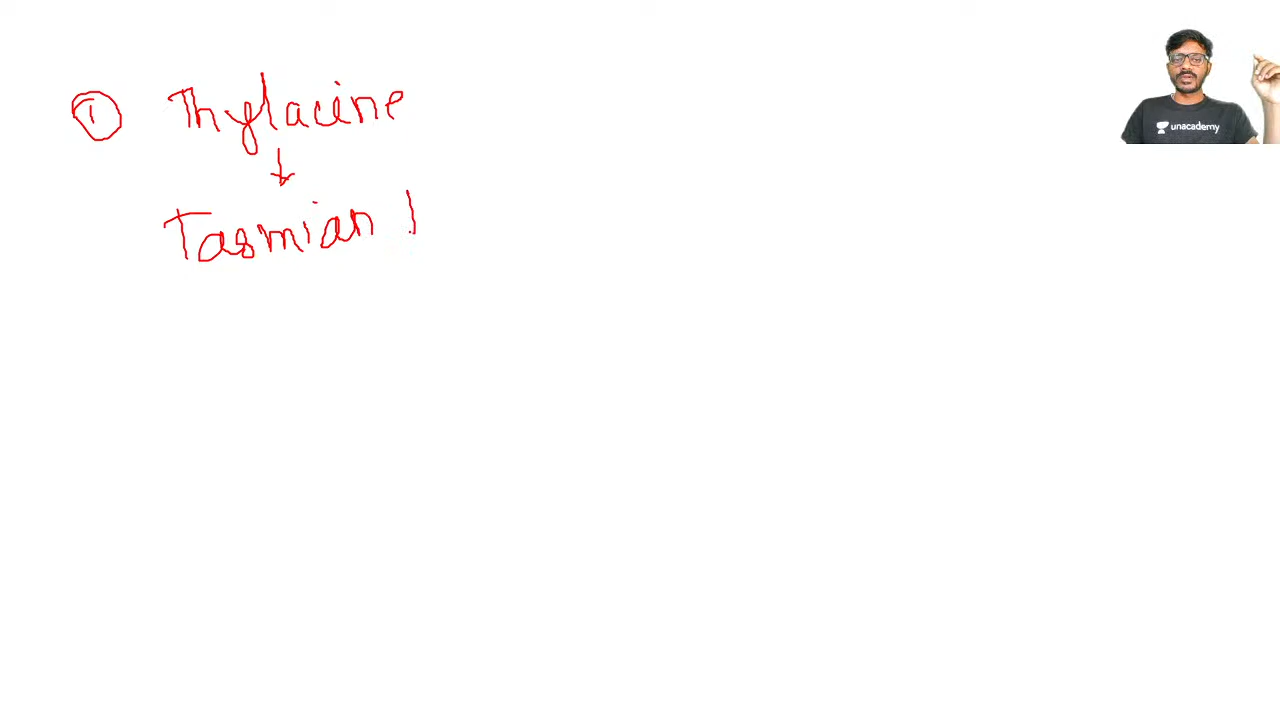 ① Thylacine
↓
Tasmian
unacademy